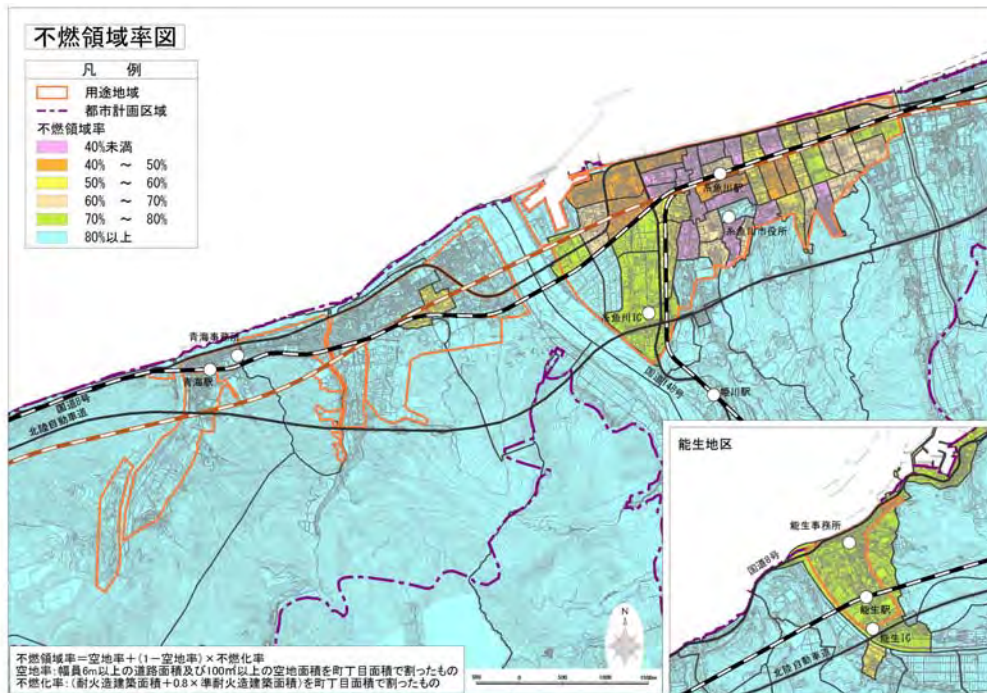 不燃領域率図
凡 例
用途地域
都市計画区域
不燃領域率
40%未満
40% ～ 50%
50% ～ 60%
60% ～ 70%
70% ～ 80%
80%以上
糸魚川駅
糸魚川市役所
糸魚川IC
青海事務所
青海駅
国道8号
北陸自動車道
国道148号
姫川駅
能生地区
能生事務所
国道8号
能生駅
能生IC
北陸自動車道
N
不燃領域率＝空地率＋（1－空地率）×不燃化率
空地率：幅員6m以上の道路面積及び100㎡以上の空地面積を町丁目面積で割ったもの
不燃化率：（耐火造建築面積＋0.8×準耐火造建築面積）を町丁目面積で割ったもの